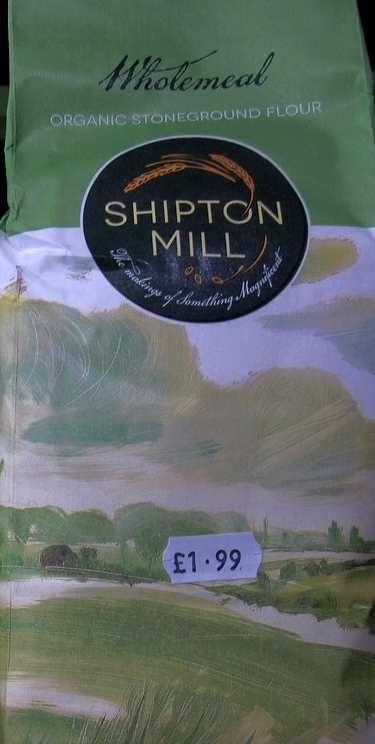 Wholemeal
ORGANIC STONEGROUND FLOUR
SHIPTON
MILL
The makings of Something Magnificent
£1.99